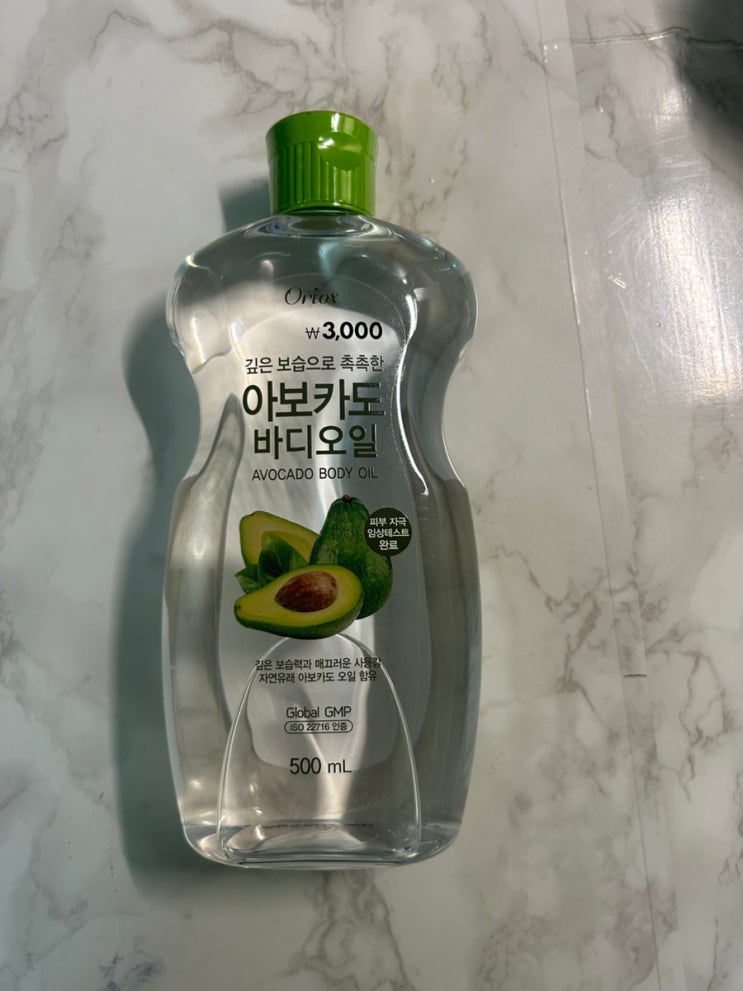 Oriox
₩3,000
깊은 보습으로 촉촉한
아보카도
바디오일
AVOCADO BODY OIL
피부 자극
임상테스트
완료
깊은 보습력과 매끄러운 사용감
자연유래 아보카도 오일 함유
Global GMP
ISO 22716 인증
500 mL